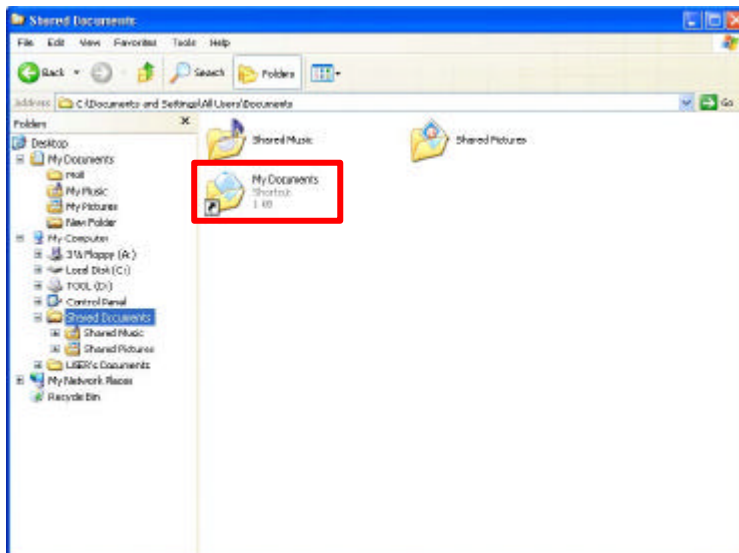 Shared Documents
File Edit View Favorites Tools Help
Back Search Folders
Address C:\Documents and Settings\All Users\Documents Go
Folders
Desktop
My Documents
Mail
My Music
My Pictures
New Folder
My Computer
3½ Floppy (A:)
Local Disk (C:)
TOOL (D:)
Control Panel
Shared Documents
Shared Music
Shared Pictures
USER's Documents
My Network Places
Recycle Bin
Shared Music
Shared Pictures
My Documents
Shortcut
1 KB